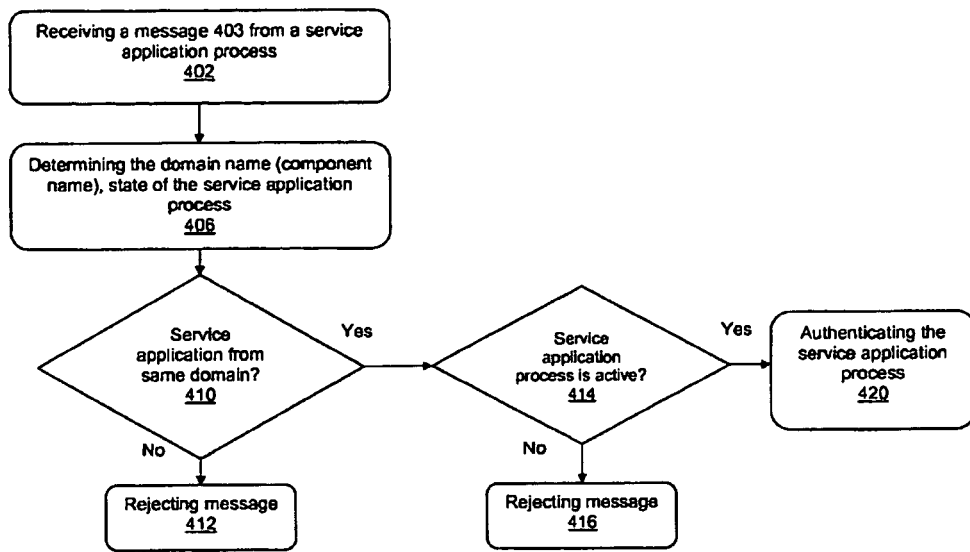 Receiving a message 403 from a service
application process
402
Determining the domain name (component
name), state of the service application
process
406
Service
application from
same domain?
410
Yes
No
Service
application
process is active?
414
Yes
No
Authenticating the
service application
process
420
Rejecting message
412
Rejecting message
416